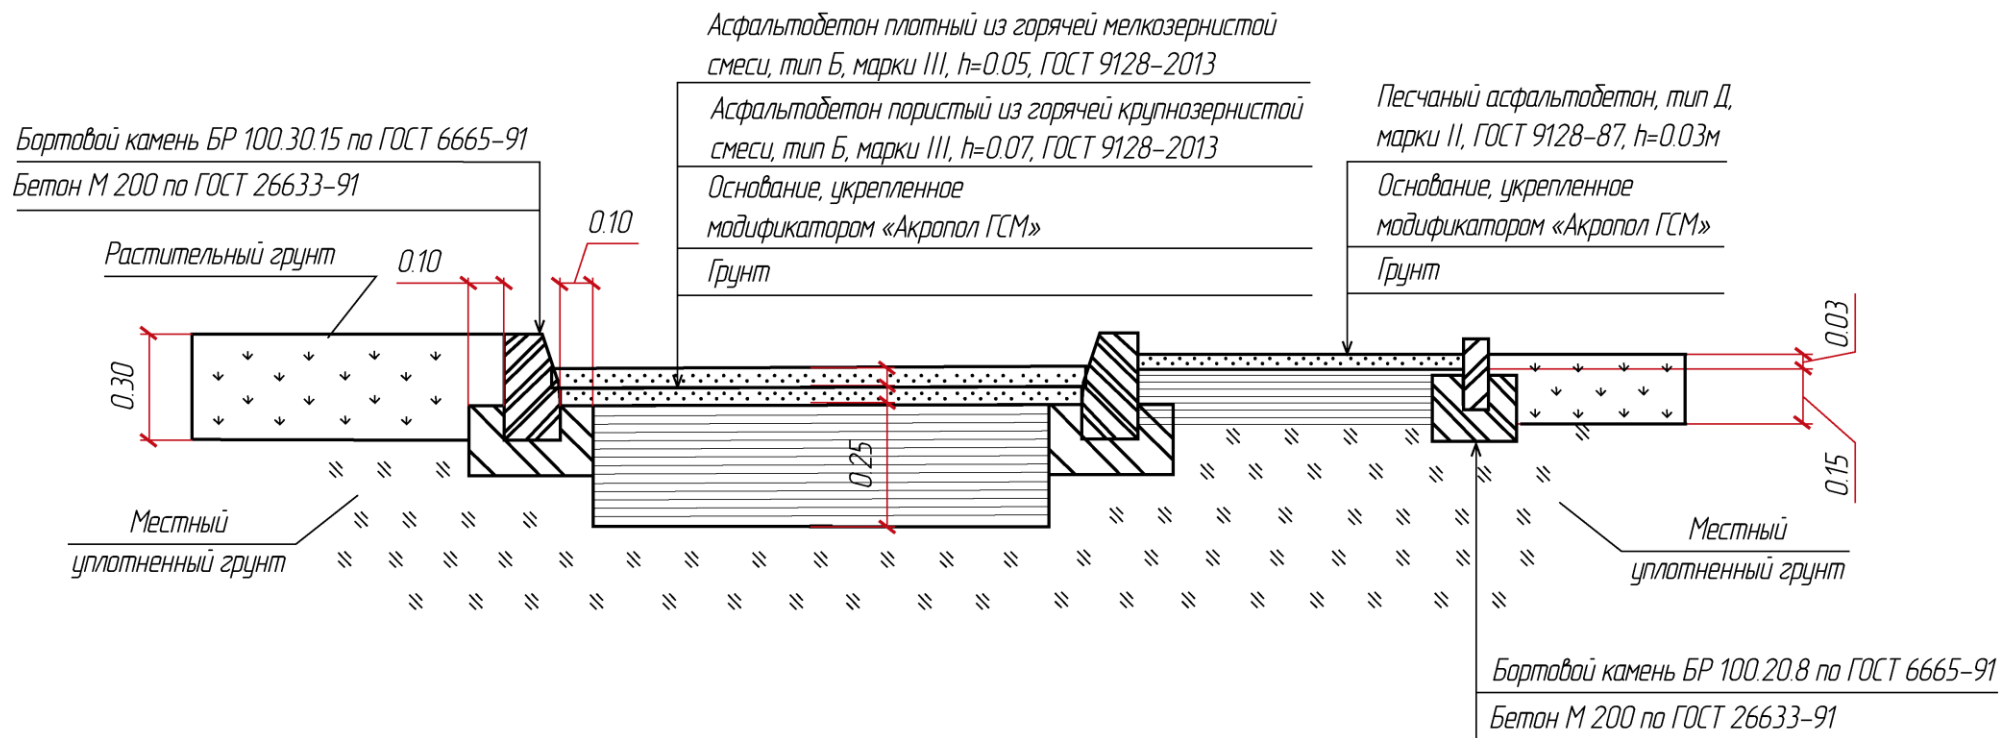 Асфальтобетон плотный из горячей мелкозернистой
смеси, тип Б, марки III, h=0.05, ГОСТ 9128-2013
Асфальтобетон пористый из горячей крупнозернистой
смеси, тип Б, марки III, h=0.07, ГОСТ 9128-2013
Основание, укрепленное
модификатором «Акропол ГСМ»
Грунт
Песчаный асфальтобетон, тип Д,
марки II, ГОСТ 9128-87, h=0.03м
Основание, укрепленное
модификатором «Акропол ГСМ»
Грунт
Бортовой камень БР 100.30.15 по ГОСТ 6665-91
Бетон М 200 по ГОСТ 26633-91
Растительный грунт
0.10
0.10
0.30
0.25
0.03
0.15
Местный
уплотненный грунт
Местный
уплотненный грунт
Бортовой камень БР 100.20.8 по ГОСТ 6665-91
Бетон М 200 по ГОСТ 26633-91